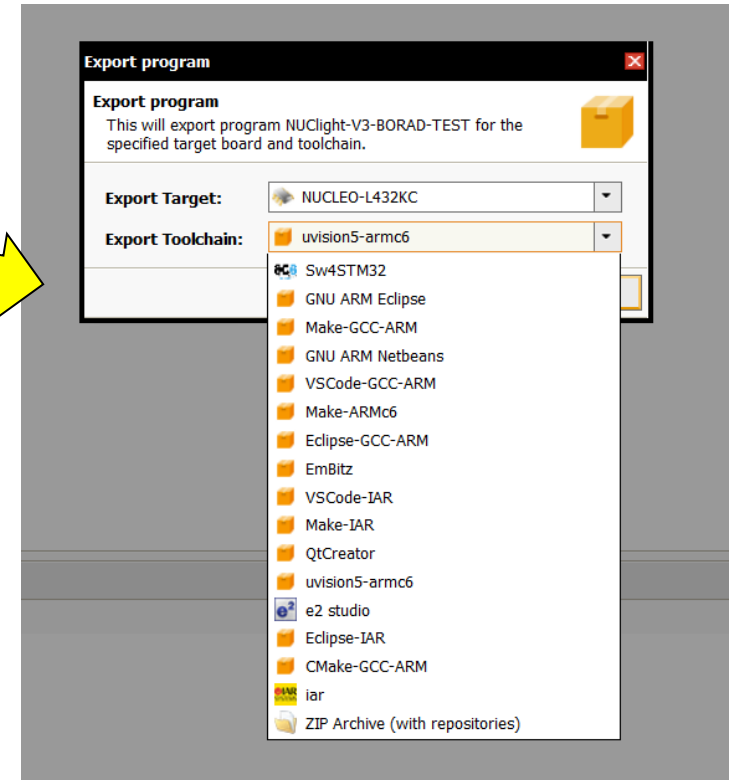 Export program
Export program
This will export program NUClight-V3-BORAD-TEST for the
specified target board and toolchain.
Export Target:
NUCLEO-L432KC
Export Toolchain:
uvision5-armc6
Sw4STM32
GNU ARM Eclipse
Make-GCC-ARM
GNU ARM Netbeans
VSCode-GCC-ARM
Make-ARMc6
Eclipse-GCC-ARM
EmBitz
VSCode-IAR
Make-IAR
QtCreator
uvision5-armc6
e2 studio
Eclipse-IAR
CMake-GCC-ARM
iar
ZIP Archive (with repositories)